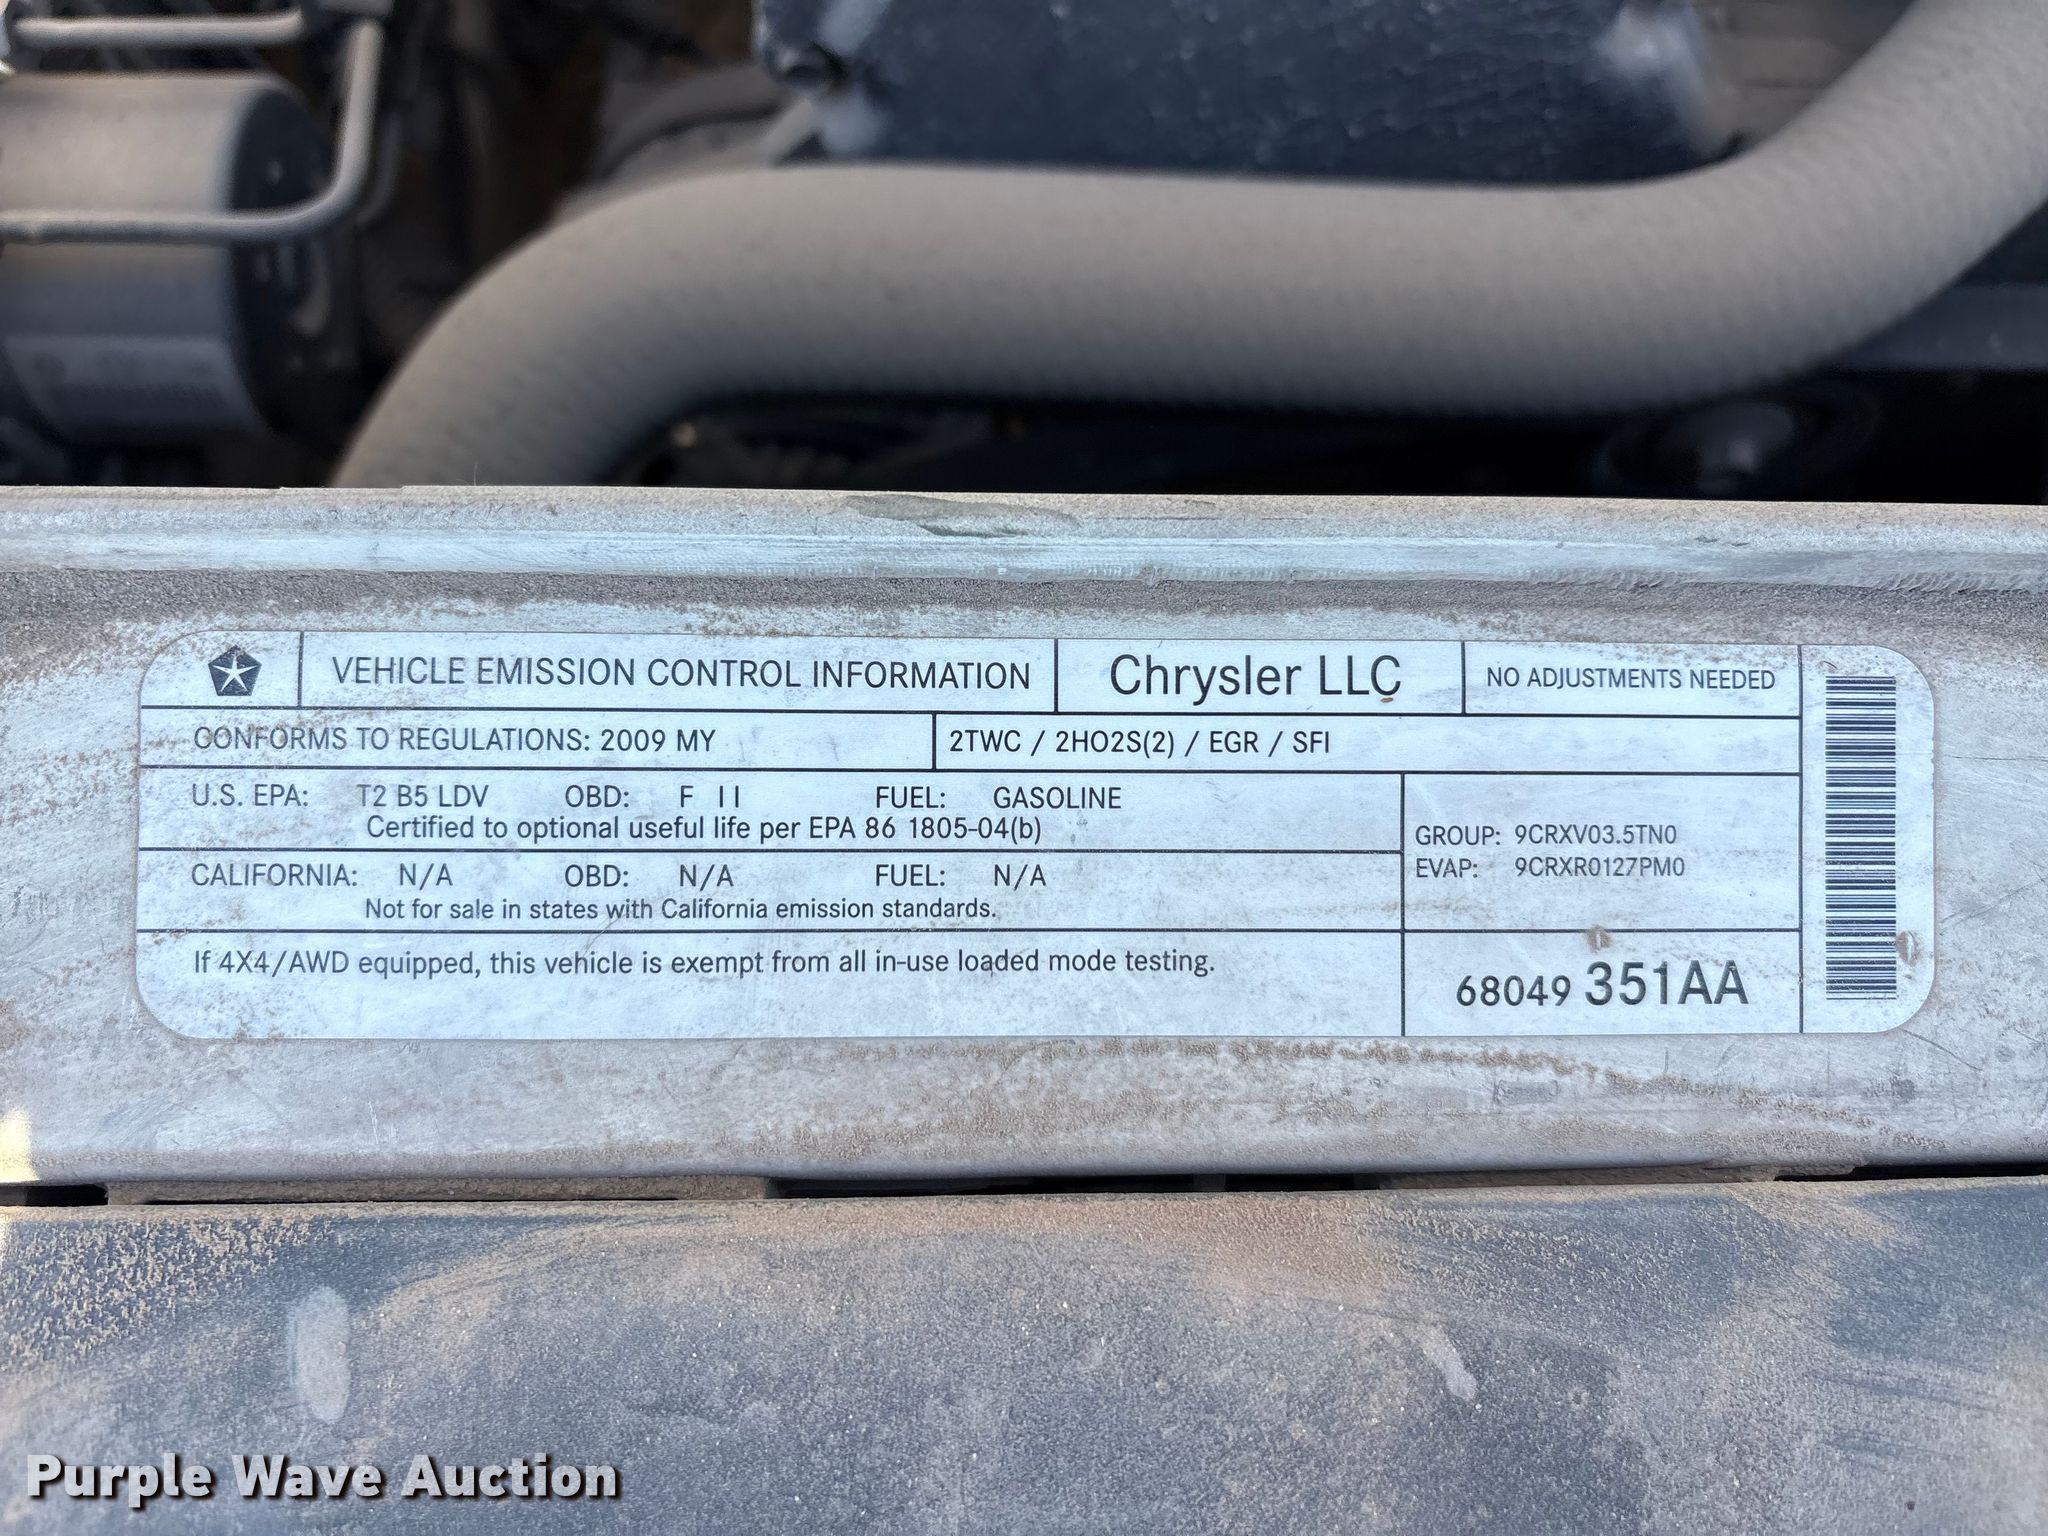 VEHICLE EMISSION CONTROL INFORMATION
Chrysler LLC
NO ADJUSTMENTS NEEDED
CONFORMS TO REGULATIONS: 2009 MY
2TWC / 2HO2S(2) / EGR / SFI
U.S. EPA: T2 B5 LDV OBD: F II FUEL: GASOLINE
Certified to optional useful life per EPA 86 1805-04(b)
GROUP: 9CRXV03.5TN0
EVAP: 9CRXR0127PM0
CALIFORNIA: N/A OBD: N/A FUEL: N/A
Not for sale in states with California emission standards.
If 4X4/AWD equipped, this vehicle is exempt from all in-use loaded mode testing.
68049 351AA
Purple Wave Auction